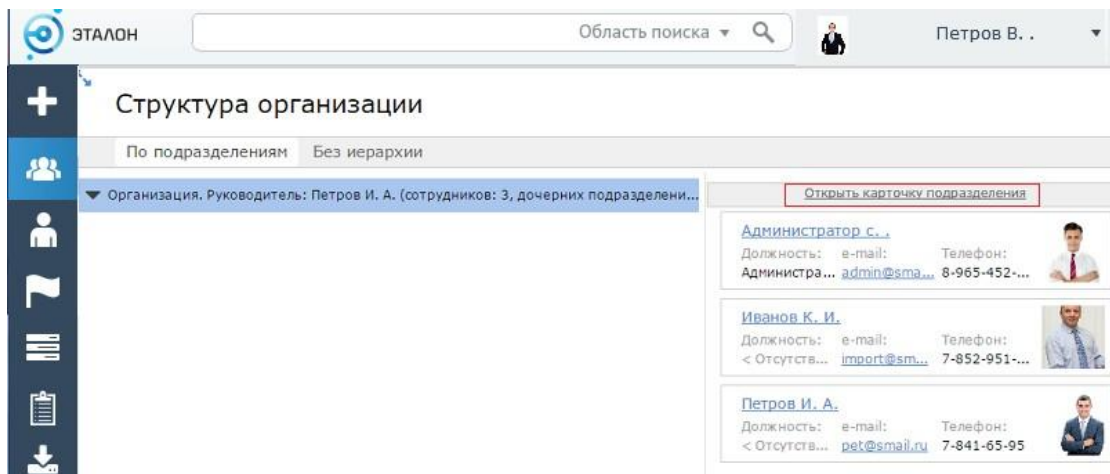 ЭТАЛОН
Область поиска
Петров В. .
Структура организации
По подразделениям Без иерархии
Организация. Руководитель: Петров И. А. (сотрудников: 3, дочерних подразделени...
Открыть карточку подразделения
Администратор с. .
Должность: e-mail: Телефон:
Администра... admin@sma... 8-965-452-...
Иванов К. И.
Должность: e-mail: Телефон:
< Отсутств... import@sm... 7-852-951-...
Петров И. А.
Должность: e-mail: Телефон:
< Отсутств... pet@smail.ru 7-841-65-95